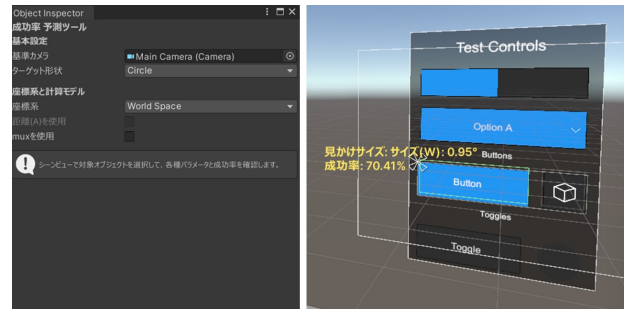 Object Inspector
成功率 予測ツール
基本設定
基準カメラ
Main Camera (Camera)
ターゲット形状
Circle
座標系と計算モデル
座標系
World Space
距離(A)を使用
muxを使用
シーンビューで対象オブジェクトを選択して、各種パラメータと成功率を確認します。
Test Controls
Option A
見かけサイズ: サイズ(W): 0.95°
成功率: 70.41%
Buttons
Button
Toggles
Toggle